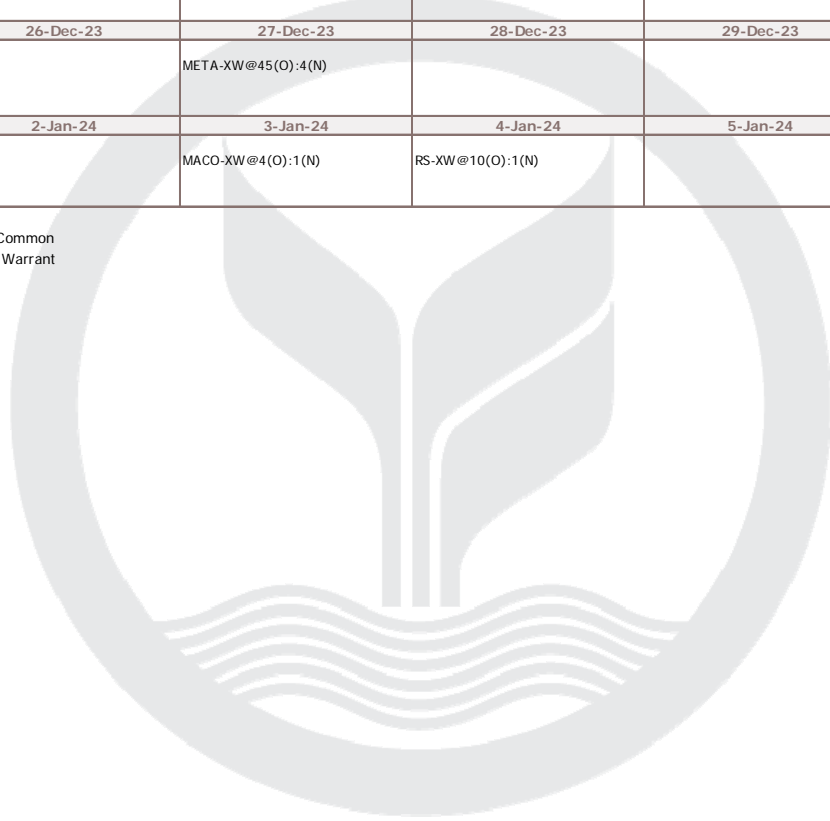 26-Dec-23 27-Dec-23 28-Dec-23 29-Dec-23
META-XW@45(O):4(N)
2-Jan-24 3-Jan-24 4-Jan-24 5-Jan-24
MACO-XW@4(O):1(N) RS-XW@10(O):1(N)
Common
Warrant